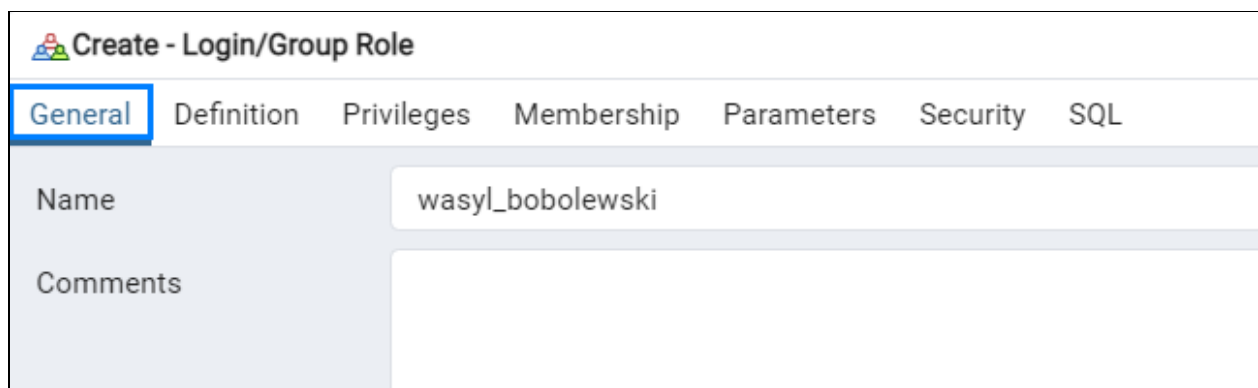 Create - Login/Group Role
General Definition Privileges Membership Parameters Security SQL
Name wasyl_bobolewski
Comments